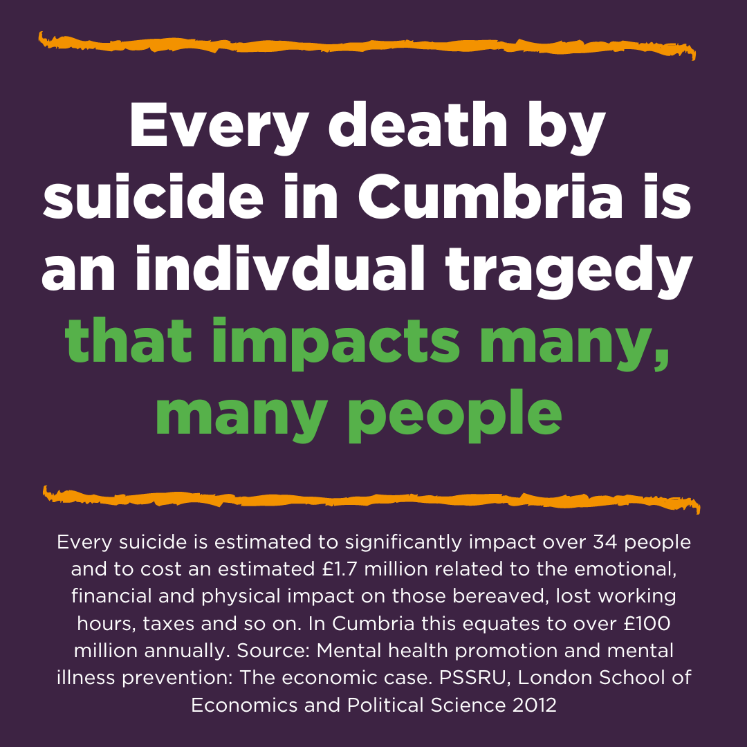 Every death by
suicide in Cumbria is
an indivdual tragedy
that impacts many,
many people
Every suicide is estimated to significantly impact over 34 people
and to cost an estimated £1.7 million related to the emotional,
financial and physical impact on those bereaved, lost working
hours, taxes and so on. In Cumbria this equates to over £100
million annually. Source: Mental health promotion and mental
illness prevention: The economic case. PSSRU, London School of
Economics and Political Science 2012